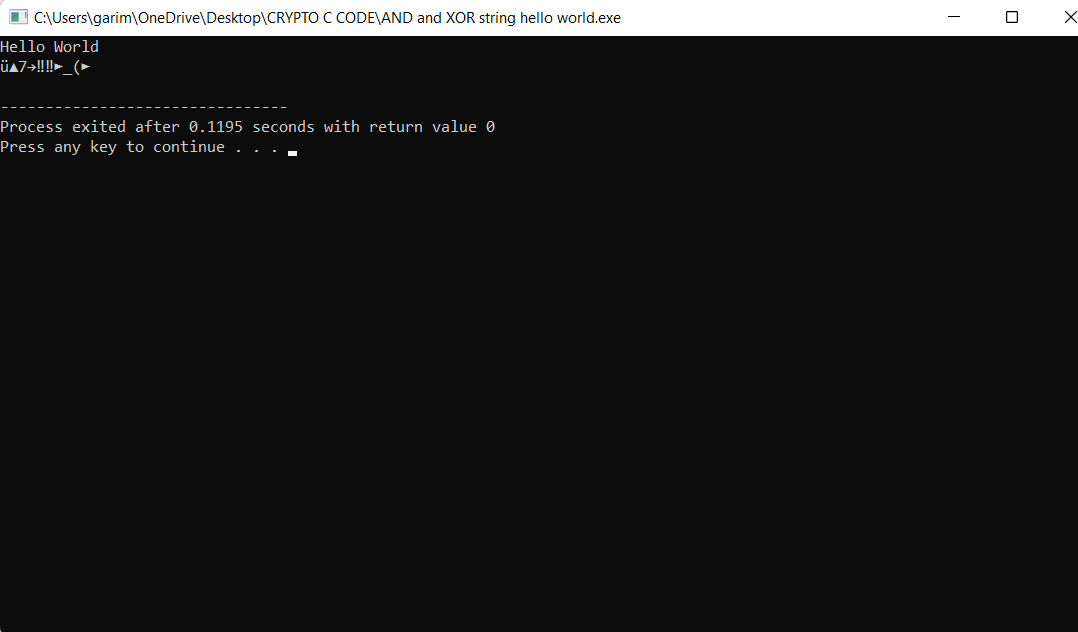 C:\Users\garim\OneDrive\Desktop\CRYPTO C CODE\AND and XOR string hello world.exe
Hello World
ü▲7→‼‼►_(►
--------------------------------
Process exited after 0.1195 seconds with return value 0
Press any key to continue . . .